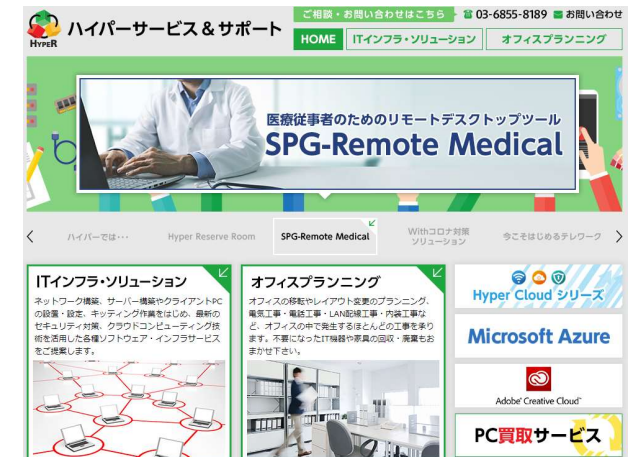 ご相談・お問い合わせはこちら
03-6855-8189
お問い合わせ
HYPER
ハイパーサービス＆サポート
HOME
ITインフラ・ソリューション
オフィスプランニング
医療従事者のためのリモートデスクトップツール
SPG-Remote Medical
ハイパーでは・・・
Hyper Reserve Room
SPG-Remote Medical
Withコロナ対策
ソリューション
今こそはじめるテレワーク
ITインフラ・ソリューション
ネットワーク構築、サーバー構築やクライアントPC
の設置・設定、キッティング作業をはじめ、最新の
セキュリティ対策、クラウドコンピューティング技
術を活用した各種ソフトウェア・インフラサービス
をご提案します。
オフィスプランニング
オフィスの移転やレイアウト変更のプランニング、
電気工事・電話工事・LAN配線工事・内装工事な
ど、オフィスの中で発生するほとんどの工事を承り
ます。不要になったIT機器や家具の回収・廃棄もお
まかせ下さい。
Hyper Cloud シリーズ
Microsoft Azure
Adobe' Creative Cloud"
PC買取サービス